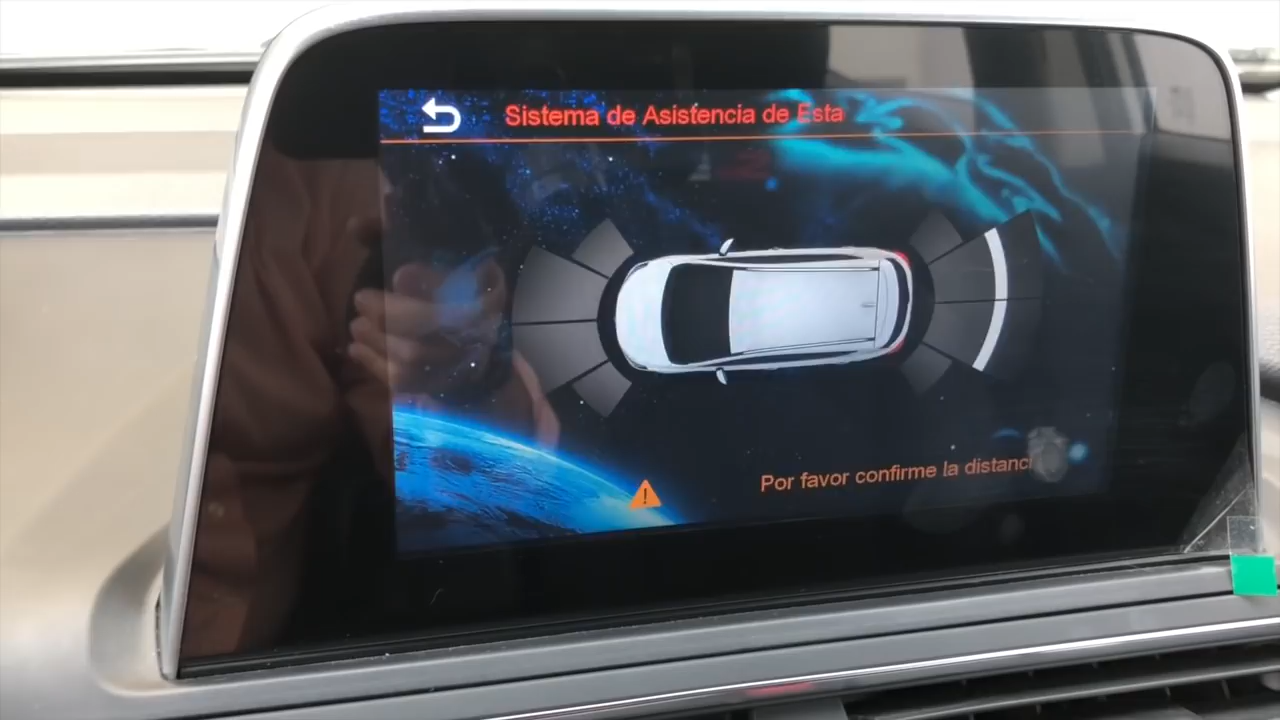 Sistema de Asistencia de Esta
Por favor confirme la distanci